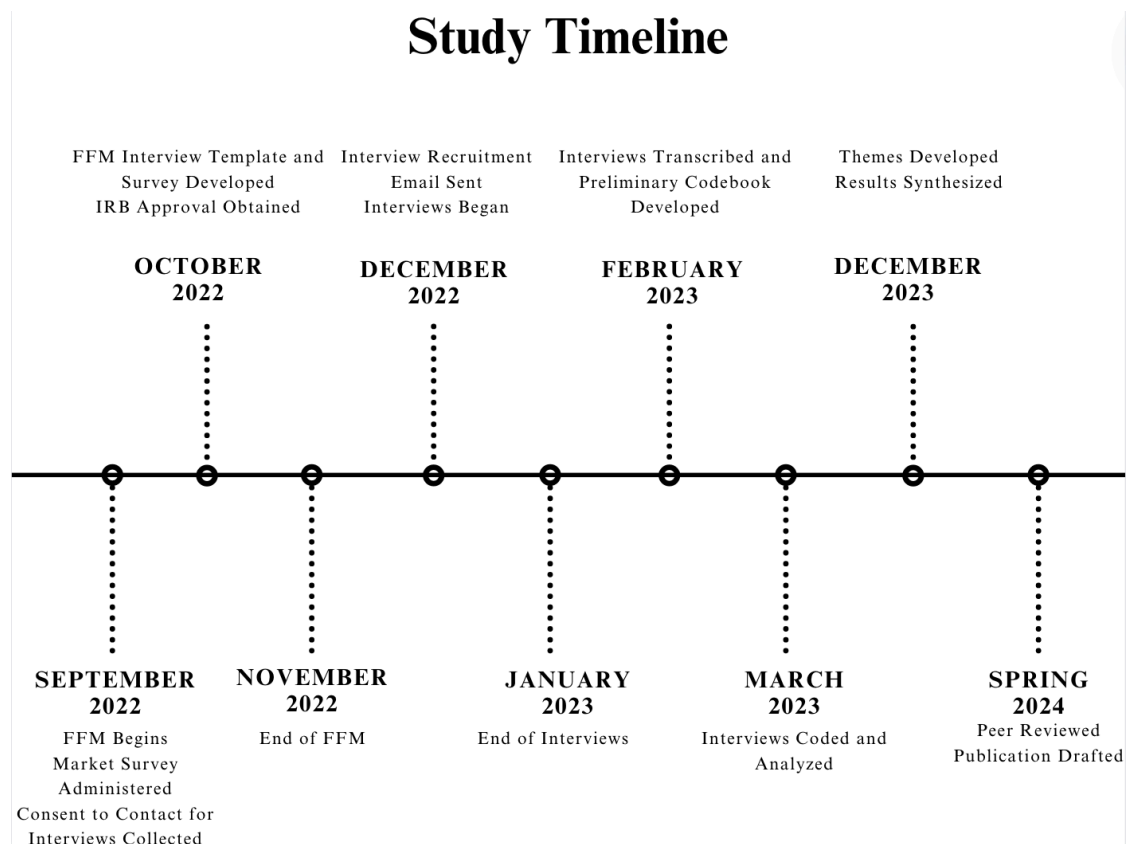 Study Timeline
FFM Interview Template and
Survey Developed
IRB Approval Obtained
OCTOBER
2022
Interview Recruitment
Email Sent
Interviews Began
DECEMBER
2022
Interviews Transcribed and
Preliminary Codebook
Developed
FEBRUARY
2023
Themes Developed
Results Synthesized
DECEMBER
2023
SEPTEMBER
2022
FFM Begins
Market Survey
Administered
Consent to Contact for
Interviews Collected
NOVEMBER
2022
End of FFM
JANUARY
2023
End of Interviews
MARCH
2023
Interviews Coded and
Analyzed
SPRING
2024
Peer Reviewed
Publication Drafted